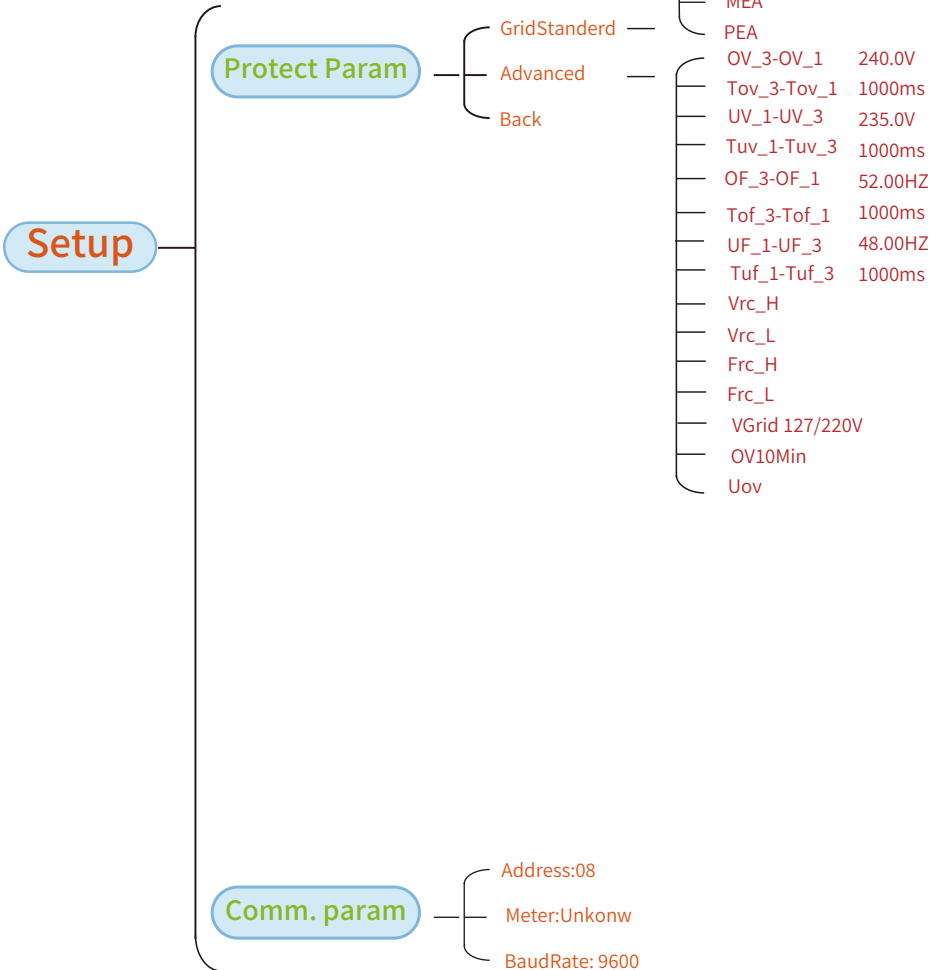 MEA
PEA
GridStanderd
Protect Param
Advanced
Back
OV_3-OV_1 240.0V
Tov_3-Tov_1 1000ms
UV_1-UV_3 235.0V
Tuv_1-Tuv_3 1000ms
OF_3-OF_1 52.00HZ
Tof_3-Tof_1 1000ms
UF_1-UF_3 48.00HZ
Tuf_1-Tuf_3 1000ms
Vrc_H
Vrc_L
Frc_H
Frc_L
VGrid 127/220V
OV10Min
Uov
Setup
Comm. param
Address:08
Meter:Unkonw
BaudRate: 9600